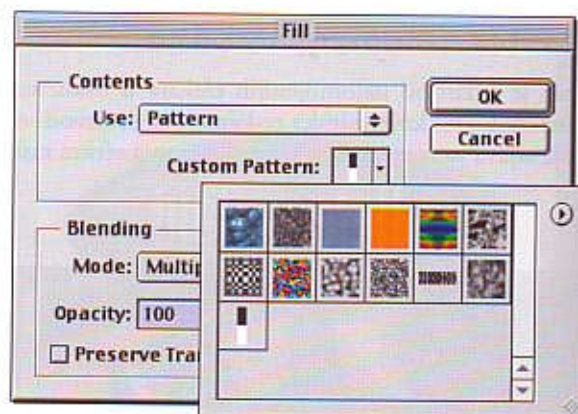 Fill
Contents
Use: Pattern
OK
Cancel
Custom Pattern:
Blending
Mode: Multip
Opacity: 100
Preserve Tra